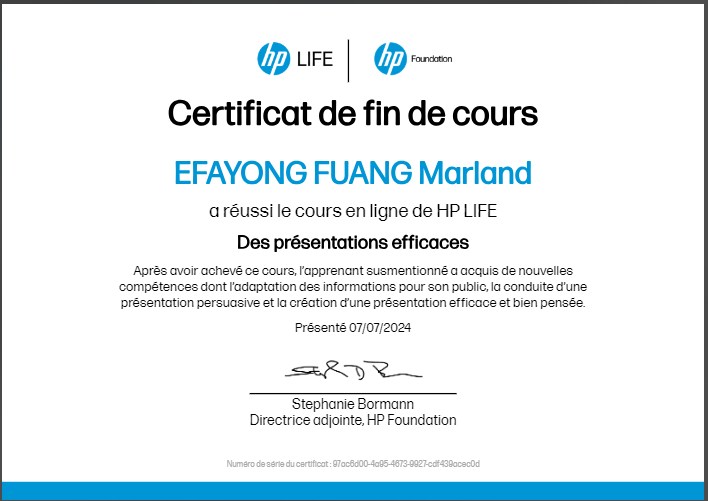 hp LIFE
hp Foundation
Certificat de fin de cours
EFAYONG FUANG Marland
a réussi le cours en ligne de HP LIFE
Des présentations efficaces
Après avoir achevé ce cours, l'apprenant susmentionné a acquis de nouvelles
compétences dont l'adaptation des informations pour son public, la conduite d'une
présentation persuasive et la création d'une présentation efficace et bien pensée.
Présenté 07/07/2024
Stephanie Bormann
Directrice adjointe, HP Foundation
Numéro de série du certificat : 97ac6d00-4a95-4673-9927-cdf439acec0d